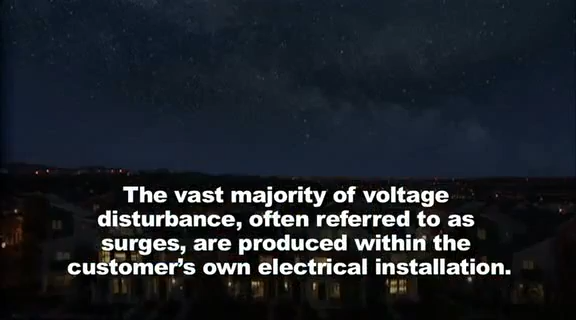 The vast majority of voltage
disturbance, often referred to as
surges, are produced within the
customer’s own electrical installation.